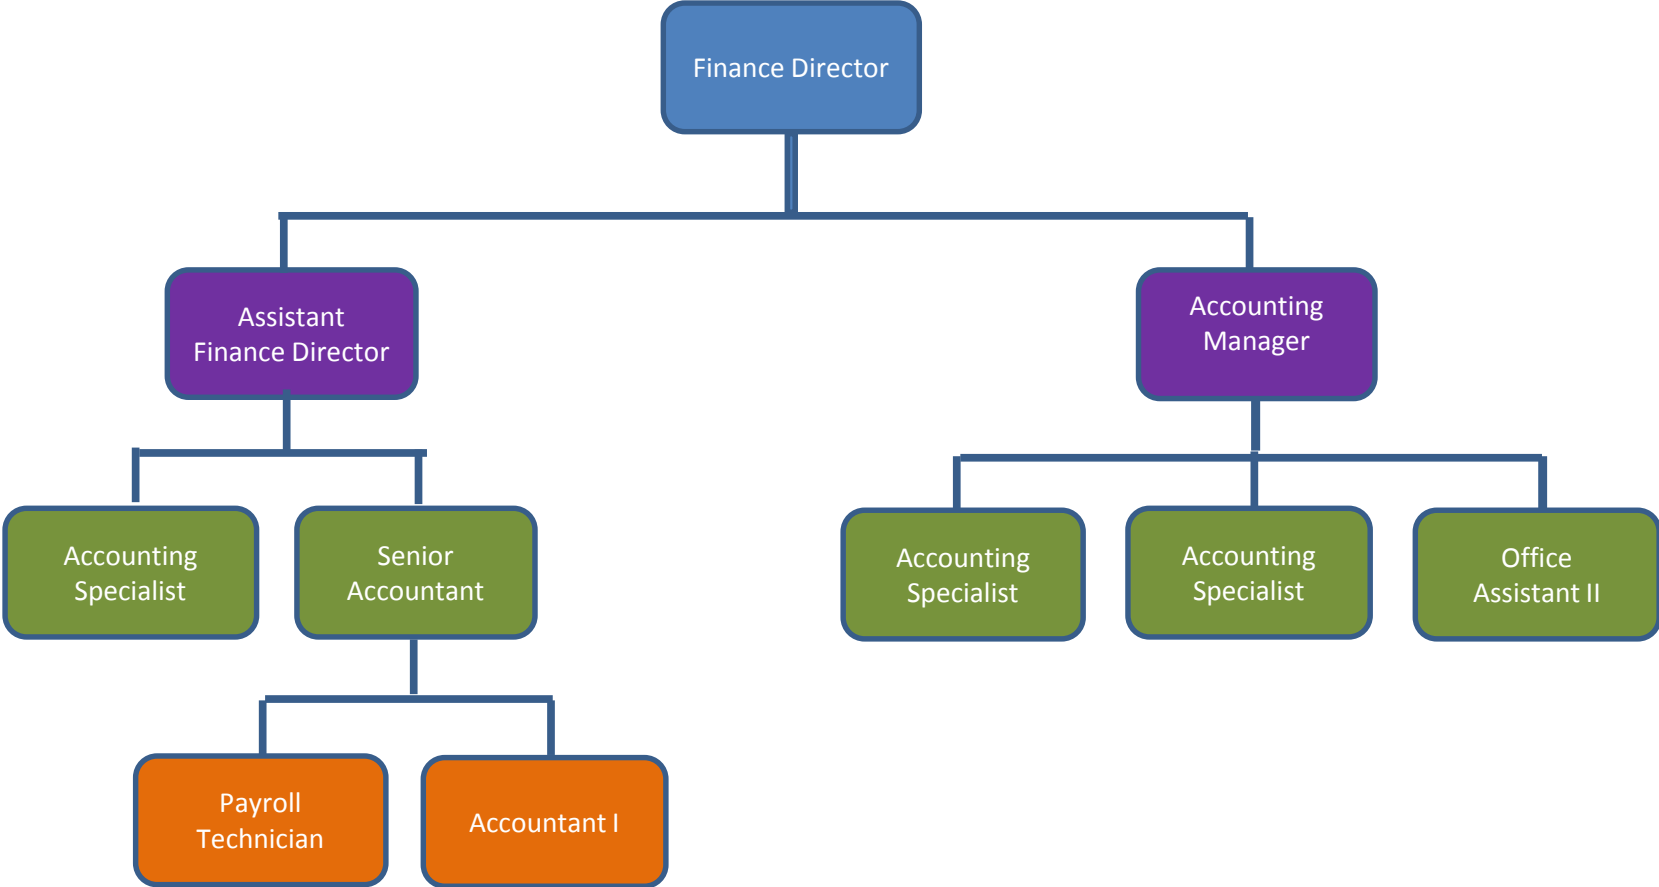 Finance Director
Assistant
Finance Director
Accounting
Manager
Accounting
Specialist
Senior
Accountant
Accounting
Specialist
Accounting
Specialist
Office
Assistant II
Payroll
Technician
Accountant I